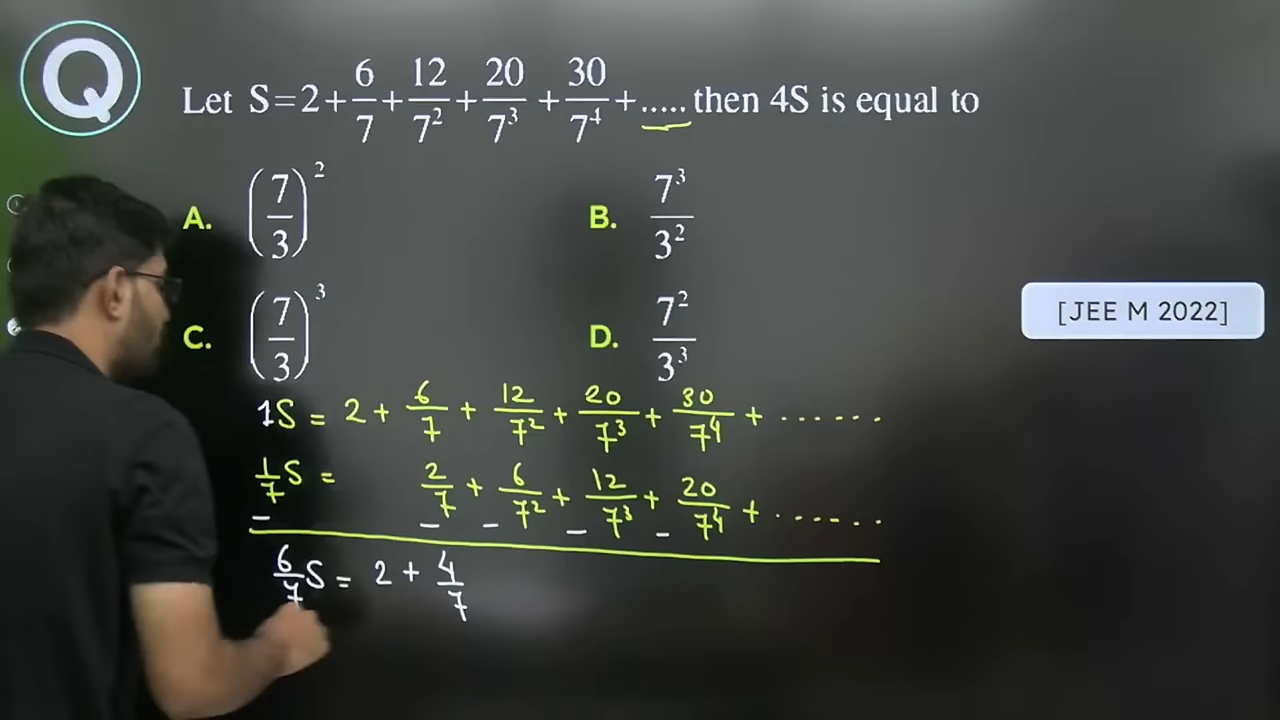 Q
Let S=2+6/7+12/7²+20/7³+30/7⁴+..... then 4S is equal to
A. (7/3)²
B. 7³/3²
C. (7/3)³
D. 7²/3³
[JEE M 2022]
1S = 2 + 6/7 + 12/7² + 20/7³ + 30/7⁴ + .......
1/7 S = 2/7 + 6/7² + 12/7³ + 20/7⁴ + .......
− − − − −
6/7 S = 2 + 4/7